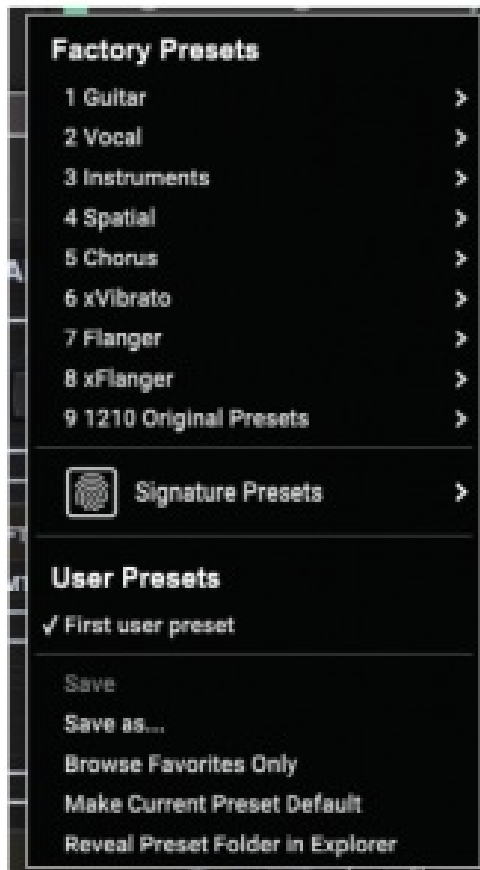 Factory Presets
1 Guitar
2 Vocal
3 Instruments
4 Spatial
5 Chorus
6 xVibrato
7 Flanger
8 xFlanger
9 1210 Original Presets
Signature Presets
User Presets
✓ First user preset
Save
Save as...
Browse Favorites Only
Make Current Preset Default
Reveal Preset Folder in Explorer